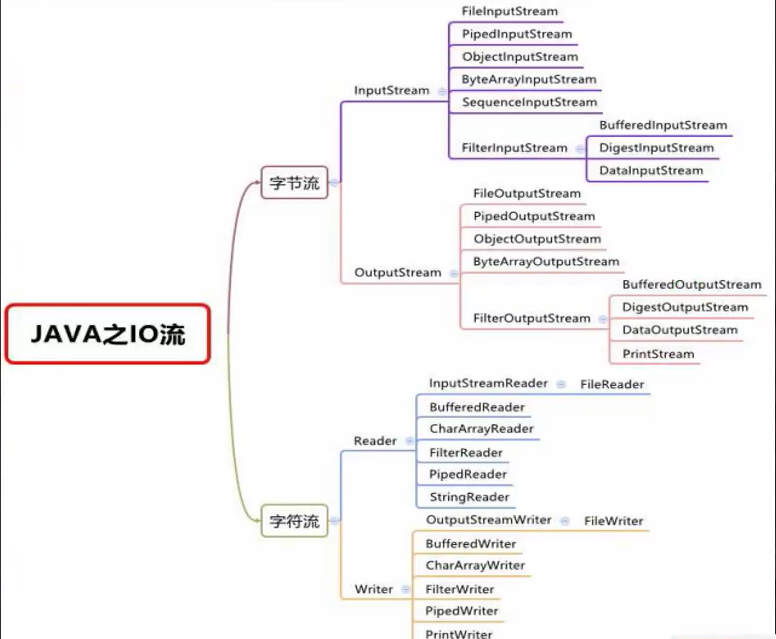 JAVA之IO流
字节流
InputStream
FileInputStream
PipedInputStream
ObjectInputStream
ByteArrayInputStream
SequenceInputStream
FilterInputStream
BufferedInputStream
DigestInputStream
DataInputStream
OutputStream
FileOutputStream
PipedOutputStream
ObjectOutputStream
ByteArrayOutputStream
FilterOutputStream
BufferedOutputStream
DigestOutputStream
DataOutputStream
PrintStream
字符流
Reader
InputStreamReader
FileReader
BufferedReader
CharArrayReader
FilterReader
PipedReader
StringReader
Writer
OutputStreamWriter
FileWriter
BufferedWriter
CharArrayWriter
FilterWriter
PipedWriter
PrintWriter